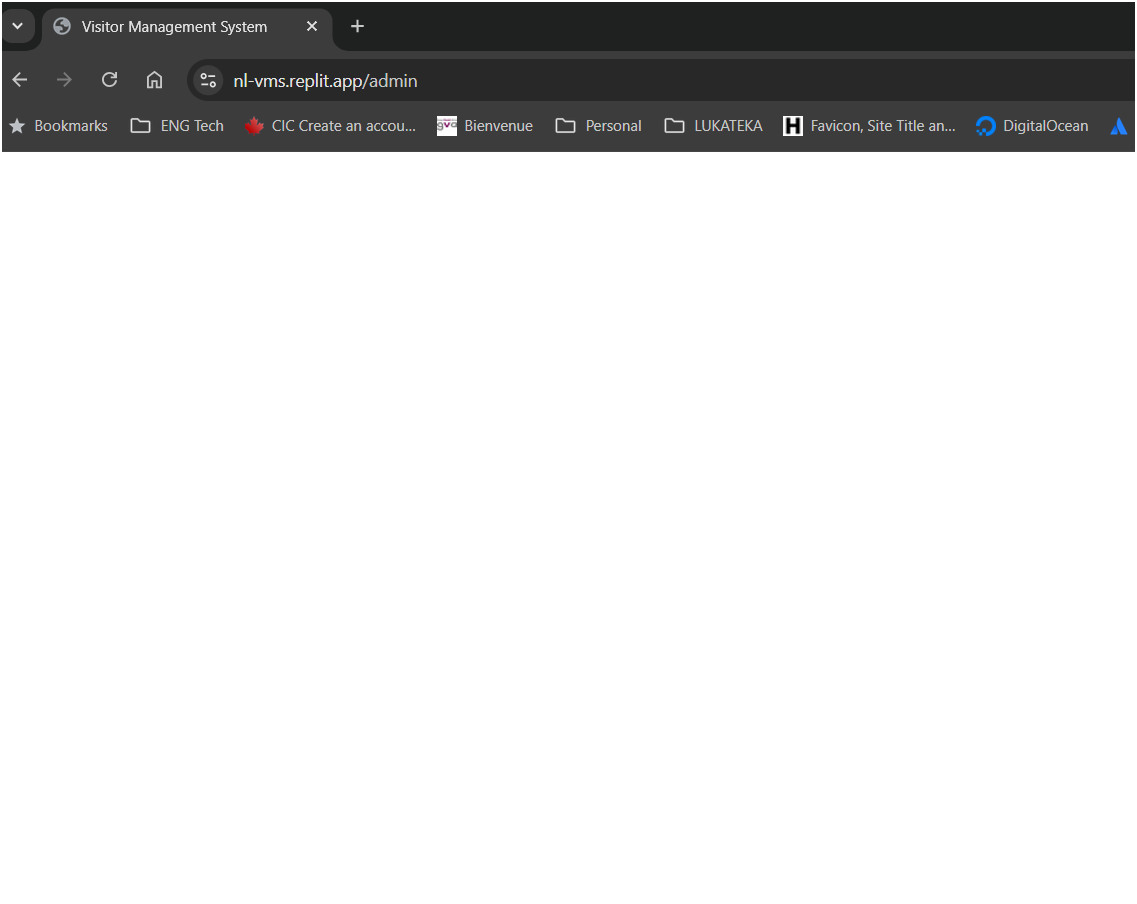 Visitor Management System
nl-vms.replit.app/admin
Bookmarks ENG Tech CIC Create an accou... gva Bienvenue Personal LUKATEKA H Favicon, Site Title an... DigitalOcean